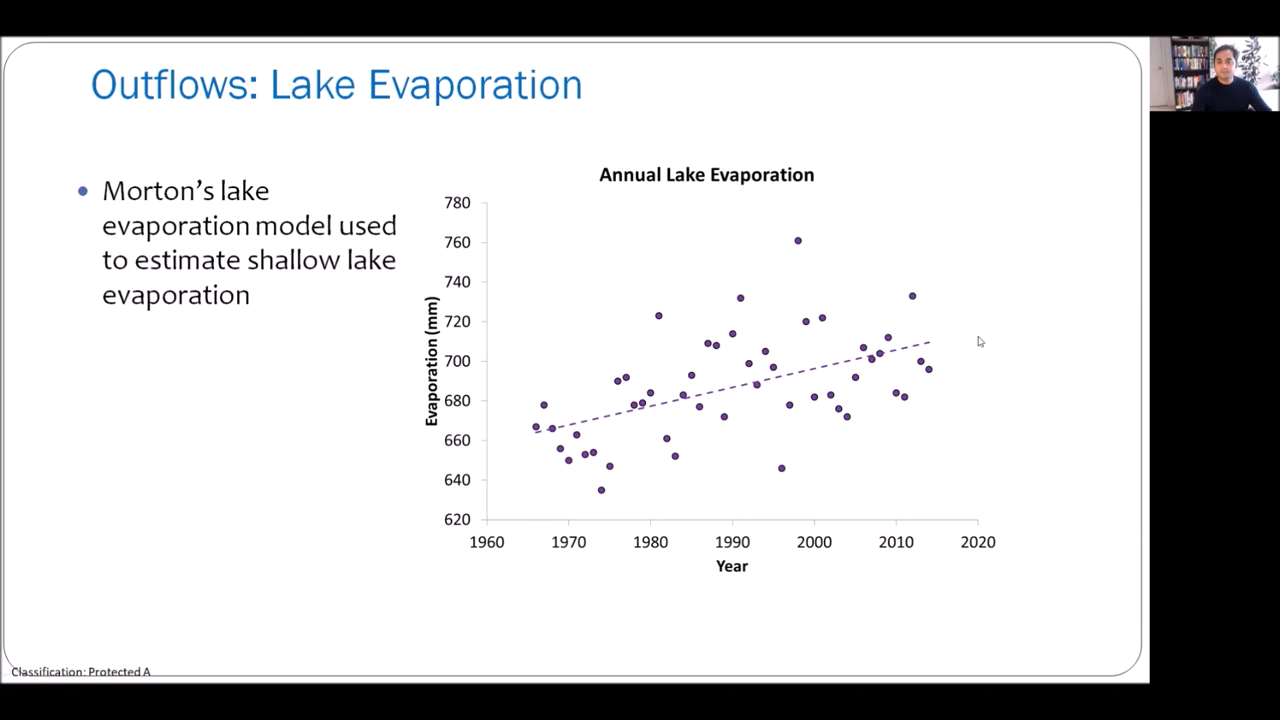 Outflows: Lake Evaporation
• Morton’s lake
evaporation model used
to estimate shallow lake
evaporation
Annual Lake Evaporation
780
760
740
720
700
680
660
640
620
Evaporation (mm)
1960 1970 1980 1990 2000 2010 2020
Year
Classification: Protected A